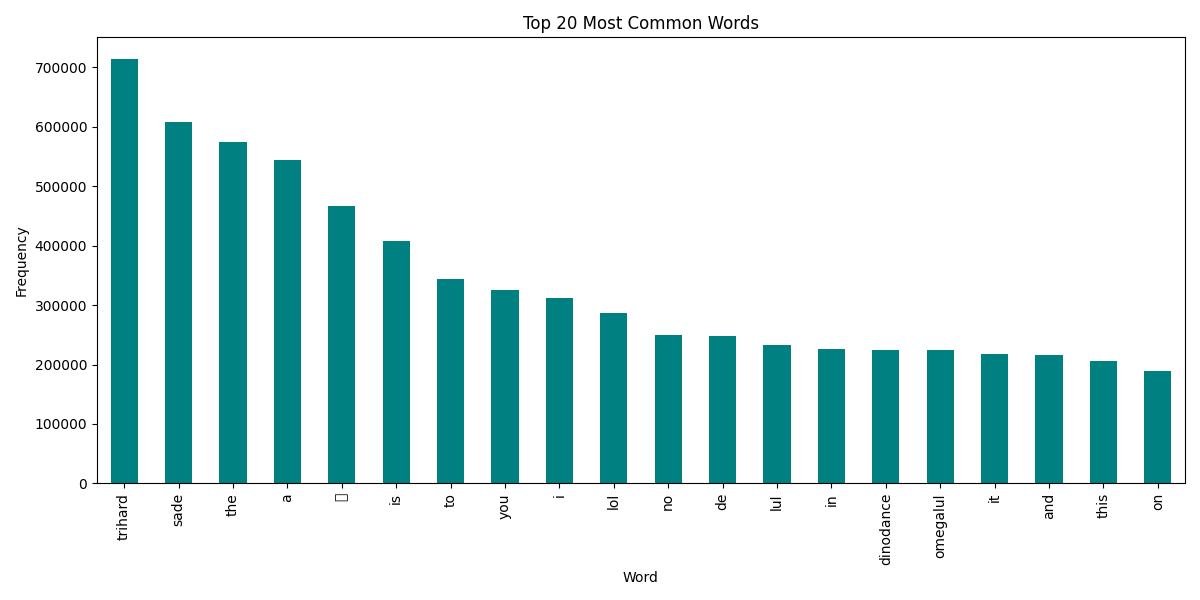 Top 20 Most Common Words
Frequency
700000
600000
500000
400000
300000
200000
100000
0
trihard
sade
the
a
is
to
you
i
lol
no
de
lul
in
dinodance
omegalul
it
and
this
on
Word